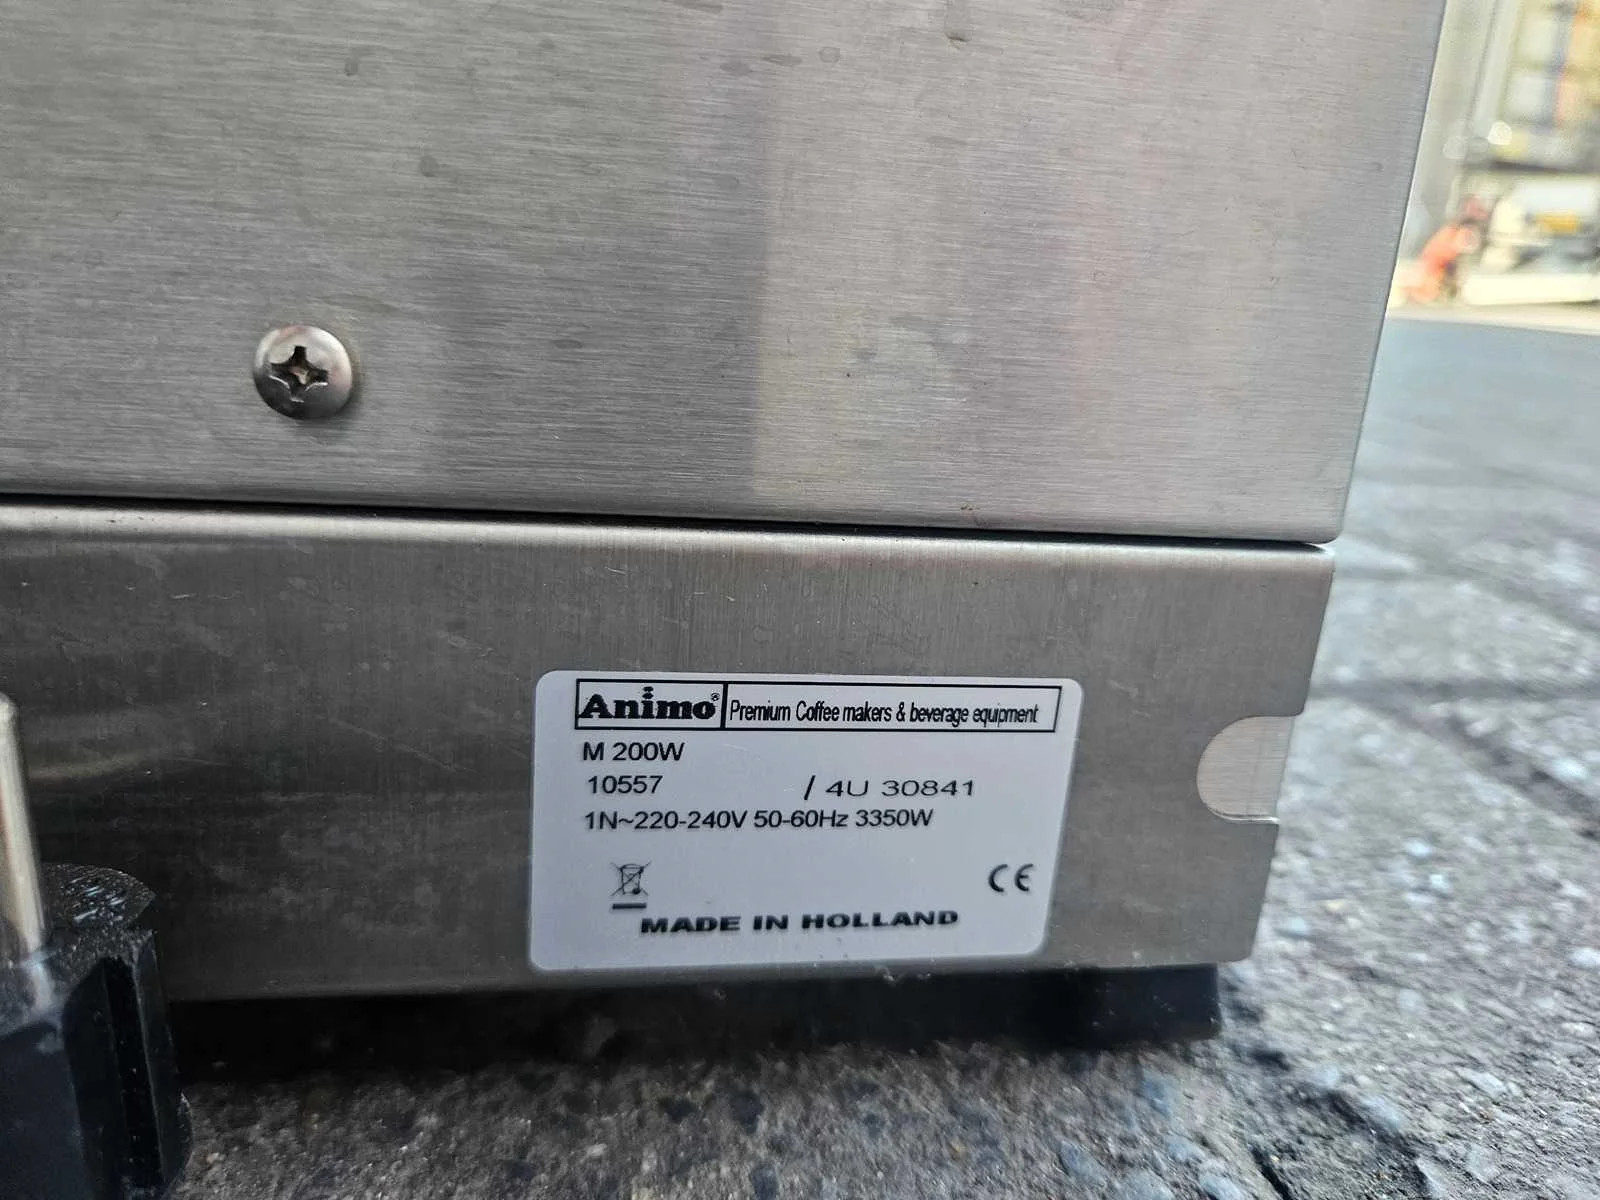 Animo® Premium Coffee makers & beverage equipment
M 200W
10557 / 4U 30841
1N~220-240V 50-60Hz 3350W
CE
MADE IN HOLLAND